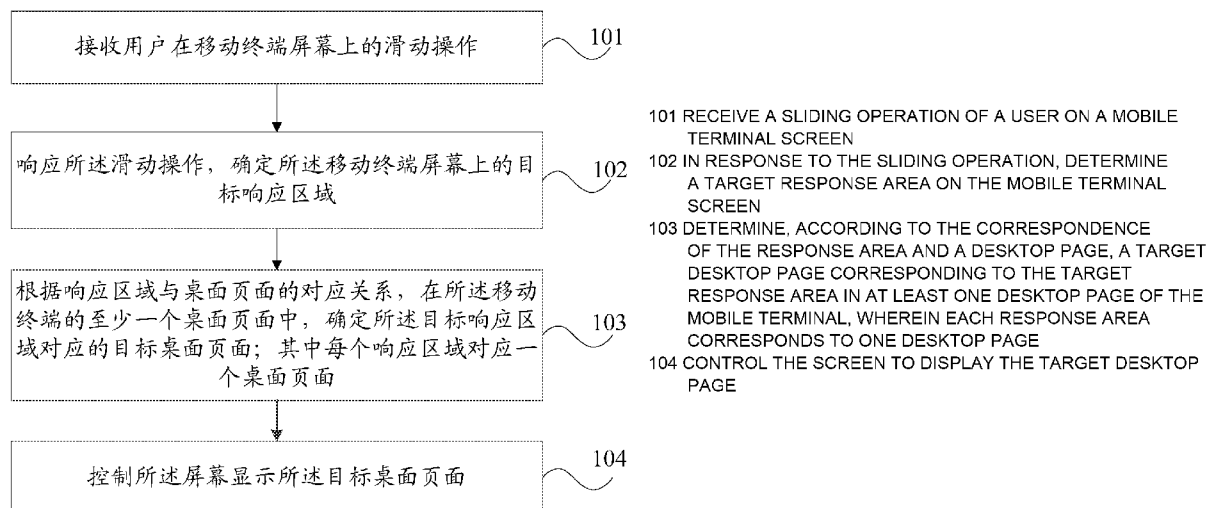 接收用户在移动终端屏幕上的滑动操作
101
响应所述滑动操作，确定所述移动终端屏幕上的目
标响应区域
102
根据响应区域与桌面页面的对应关系，在所述移动
终端的至少一个桌面页面中，确定所述目标响应区
域对应的目标桌面页面；其中每个响应区域对应一
个桌面页面
103
控制所述屏幕显示所述目标桌面页面
104
101 RECEIVE A SLIDING OPERATION OF A USER ON A MOBILE
TERMINAL SCREEN
102 IN RESPONSE TO THE SLIDING OPERATION, DETERMINE
A TARGET RESPONSE AREA ON THE MOBILE TERMINAL
SCREEN
103 DETERMINE, ACCORDING TO THE CORRESPONDENCE
OF THE RESPONSE AREA AND A DESKTOP PAGE, A TARGET
DESKTOP PAGE CORRESPONDING TO THE TARGET
RESPONSE AREA IN AT LEAST ONE DESKTOP PAGE OF THE
MOBILE TERMINAL, WHEREIN EACH RESPONSE AREA
CORRESPONDS TO ONE DESKTOP PAGE
104 CONTROL THE SCREEN TO DISPLAY THE TARGET DESKTOP
PAGE